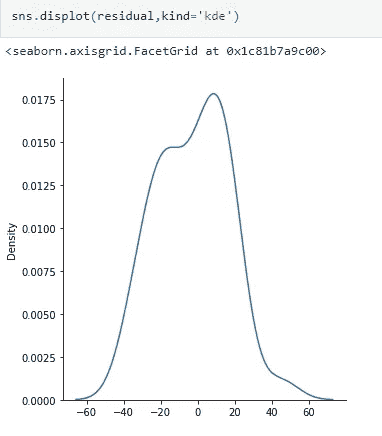 sns.displot(residual,kind='kde')
<seaborn.axisgrid.FacetGrid at 0x1c81b7a9c00>
0.0175
0.0150
0.0125
0.0100
Density
0.0075
0.0050
0.0025
0.0000
−60 −40 −20 0 20 40 60